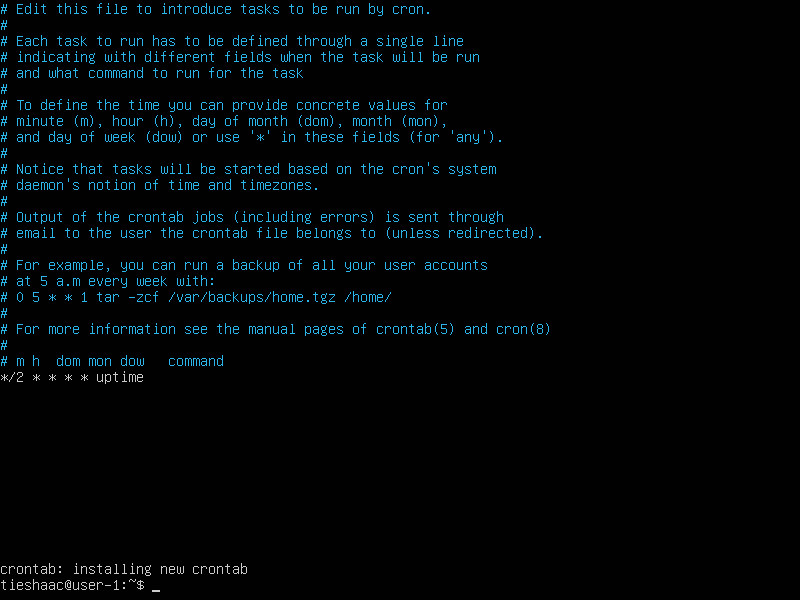 # Edit this file to introduce tasks to be run by cron.
#
# Each task to run has to be defined through a single line
# indicating with different fields when the task will be run
# and what command to run for the task
#
# To define the time you can provide concrete values for
# minute (m), hour (h), day of month (dom), month (mon),
# and day of week (dow) or use '*' in these fields (for 'any').
#
# Notice that tasks will be started based on the cron's system
# daemon's notion of time and timezones.
#
# Output of the crontab jobs (including errors) is sent through
# email to the user the crontab file belongs to (unless redirected).
#
# For example, you can run a backup of all your user accounts
# at 5 a.m every week with:
# 0 5 * * 1 tar -zcf /var/backups/home.tgz /home/
#
# For more information see the manual pages of crontab(5) and cron(8)
#
# m h  dom mon dow   command
*/2 * * * * uptime
crontab: installing new crontab
tieshaac@user-1:~$ _